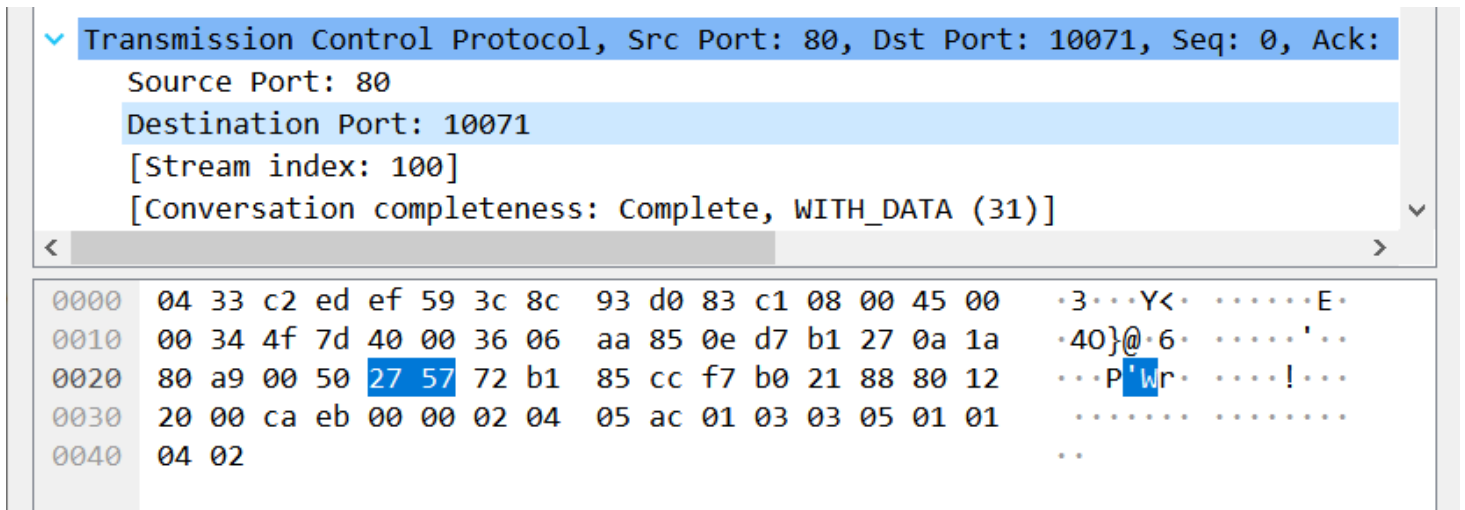 Transmission Control Protocol, Src Port: 80, Dst Port: 10071, Seq: 0, Ack:
Source Port: 80
Destination Port: 10071
[Stream index: 100]
[Conversation completeness: Complete, WITH_DATA (31)]
0000 04 33 c2 ed ef 59 3c 8c 93 d0 83 c1 08 00 45 00 ·3···Y<· ······E·
0010 00 34 4f 7d 40 00 36 06 aa 85 0e d7 b1 27 0a 1a ·4O}@·6· ·····'··
0020 80 a9 00 50 27 57 72 b1 85 cc f7 b0 21 88 80 12 ···P'Wr· ····!···
0030 20 00 ca eb 00 00 02 04 05 ac 01 03 03 05 01 01 ······· ········
0040 04 02 ··